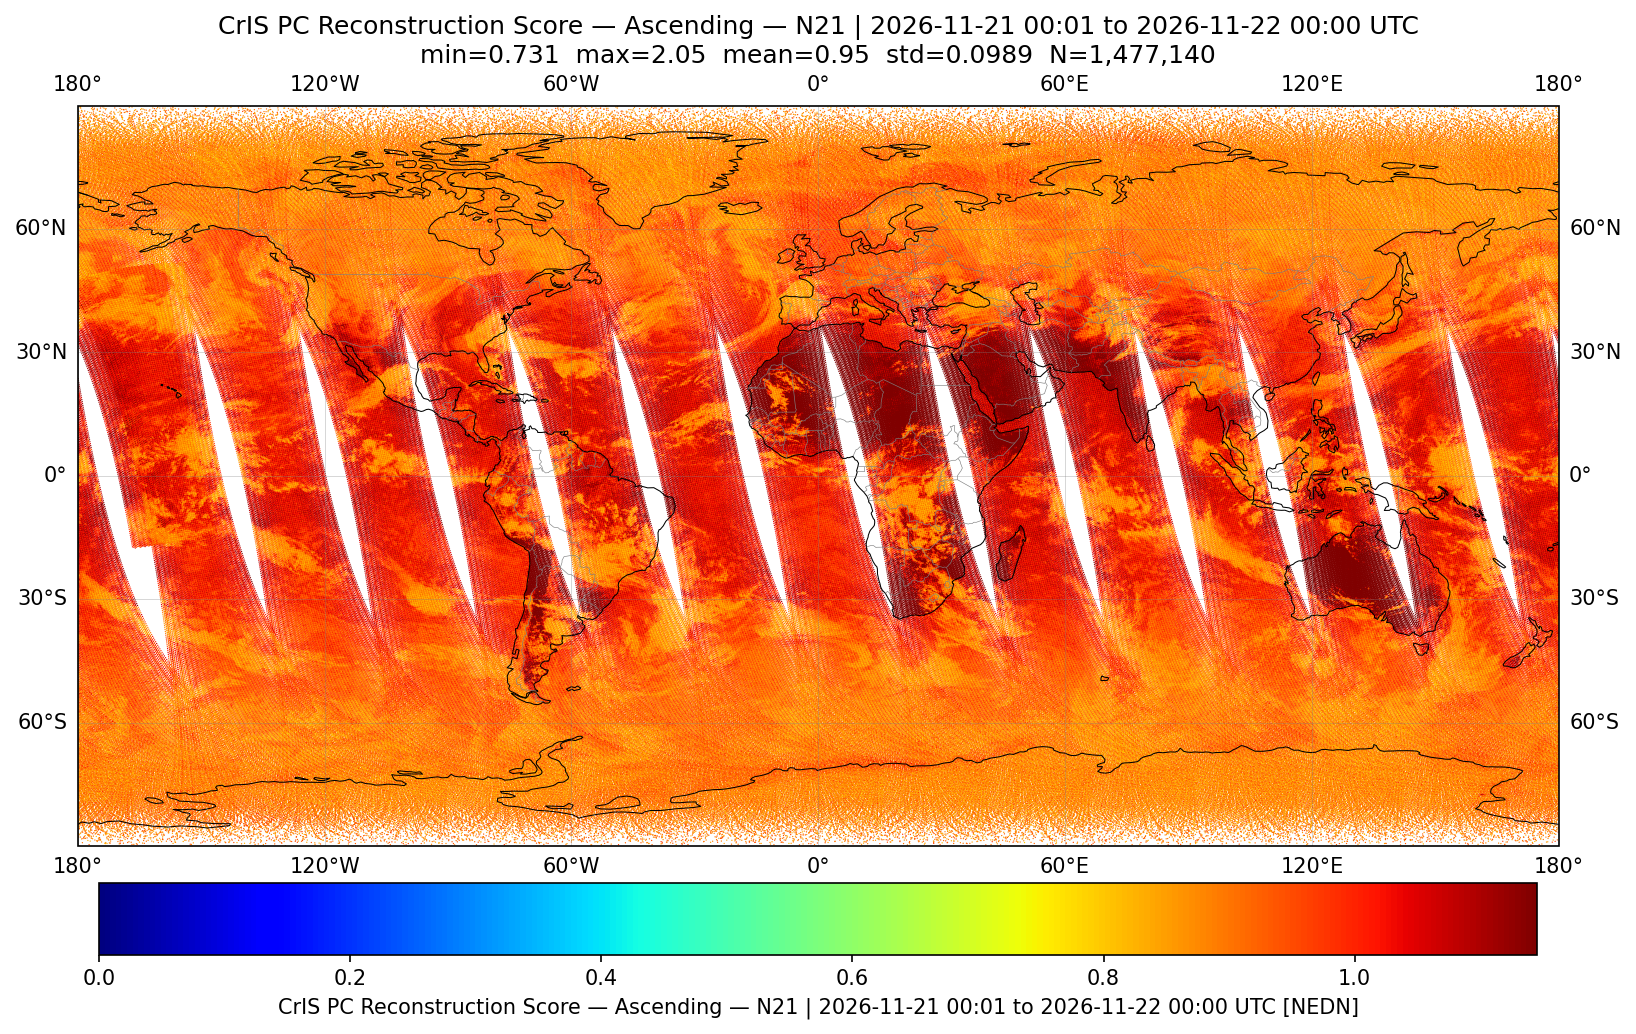 CrIS PC Reconstruction Score — Ascending — N21 | 2026-11-21 00:01 to 2026-11-22 00:00 UTC
min=0.731 max=2.05 mean=0.95 std=0.0989 N=1,477,140
180° 120°W 60°W 0° 60°E 120°E 180°
60°N 60°N
30°N 30°N
0° 0°
30°S 30°S
60°S 60°S
180° 120°W 60°W 0° 60°E 120°E 180°
0.0 0.2 0.4 0.6 0.8 1.0
CrIS PC Reconstruction Score — Ascending — N21 | 2026-11-21 00:01 to 2026-11-22 00:00 UTC [NEDN]